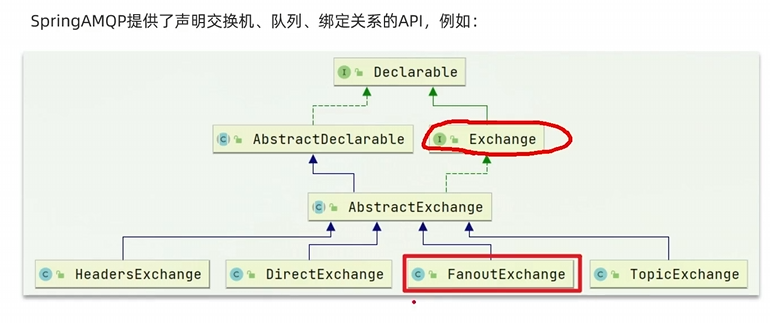 SpringAMQP提供了声明交换机、队列、绑定关系的API，例如：
I Declarable
C AbstractDeclarable I Exchange
C AbstractExchange
C HeadersExchange C DirectExchange C FanoutExchange C TopicExchange